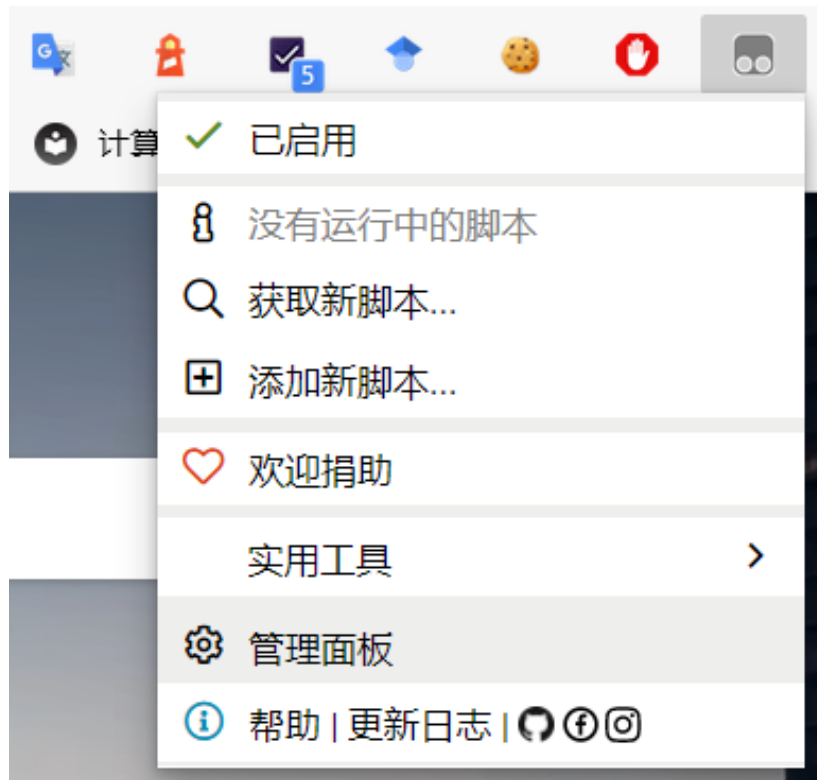 G 文
5
计算
已启用
没有运行中的脚本
获取新脚本...
添加新脚本...
欢迎捐助
实用工具
管理面板
帮助 | 更新日志 |